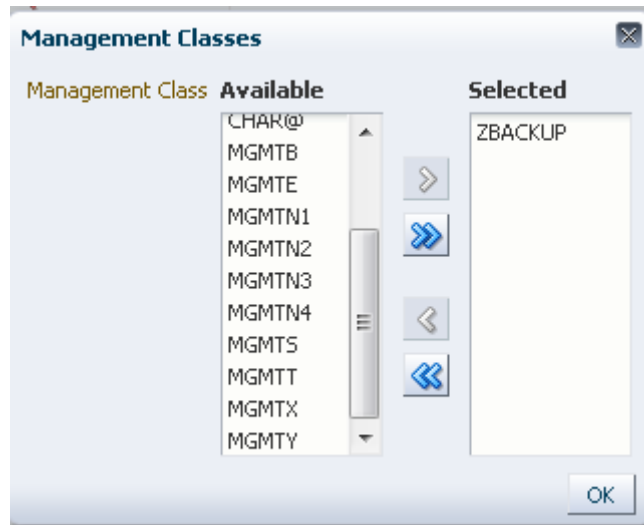 Management Classes
Management Class Available Selected
CHAR@
MGMTB
MGMTE
MGMTN1
MGMTN2
MGMTN3
MGMTN4
MGMTS
MGMTT
MGMTX
MGMTY
ZBACKUP
OK